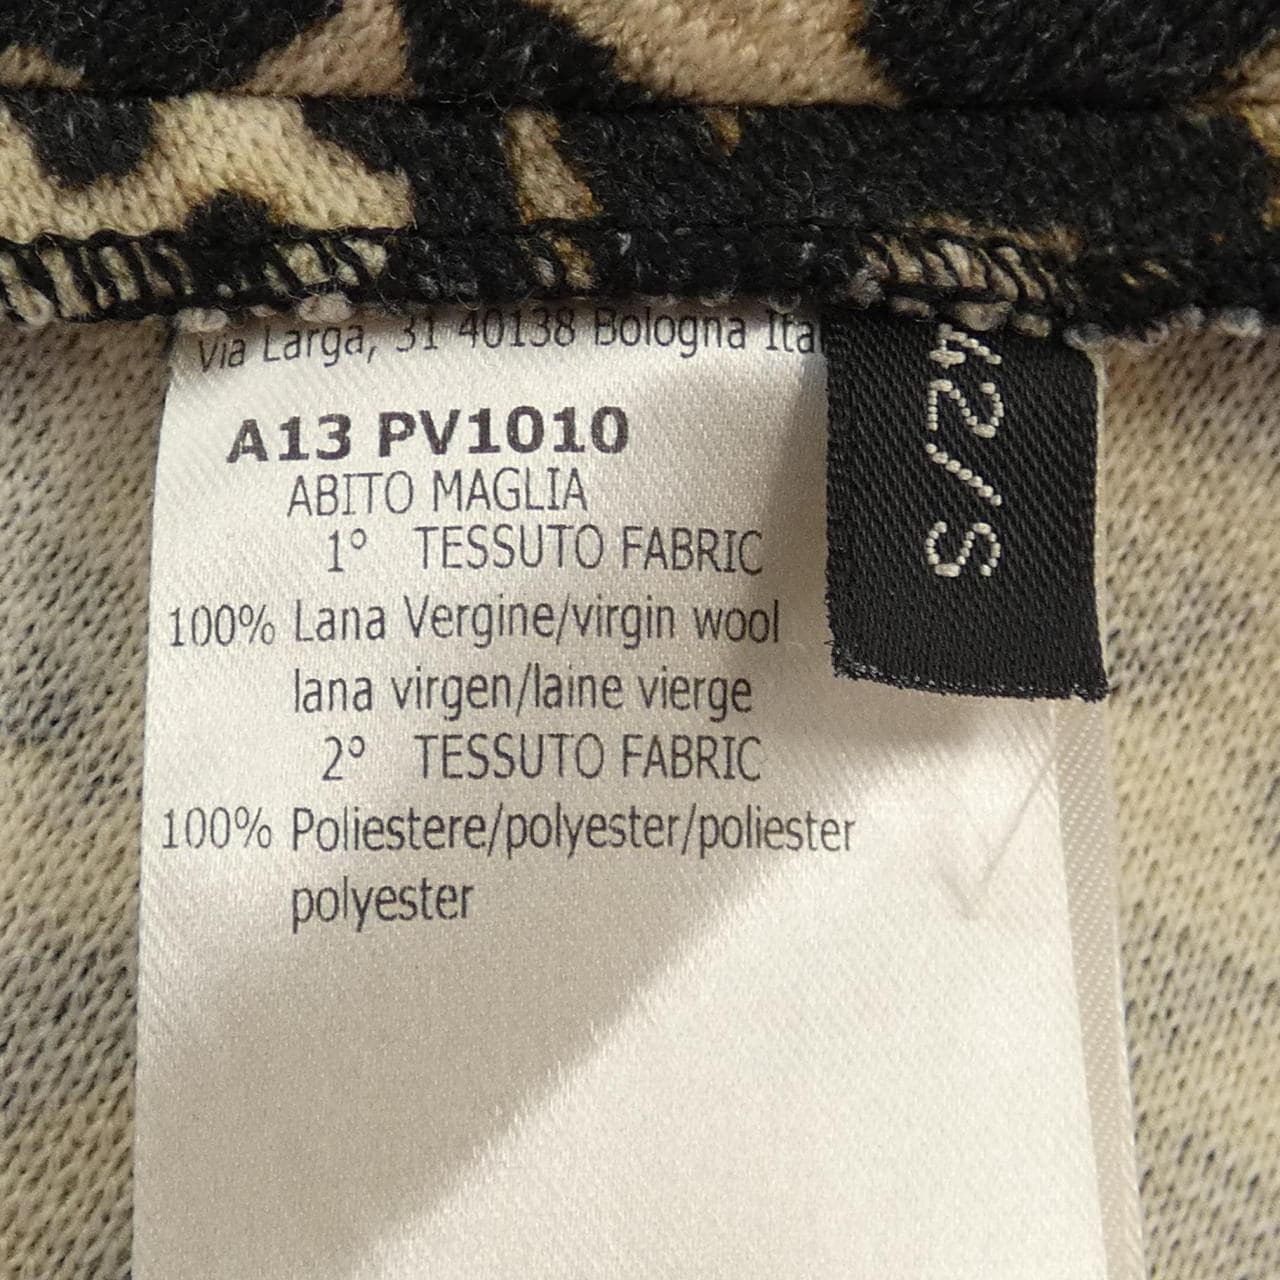 Via Larga, 31 40138 Bologna Ita
A13 PV1010
ABITO MAGLIA
1° TESSUTO FABRIC
100% Lana Vergine/virgin wool
lana virgen/laine vierge
2° TESSUTO FABRIC
100% Poliestere/polyester/poliester
polyester
42/S